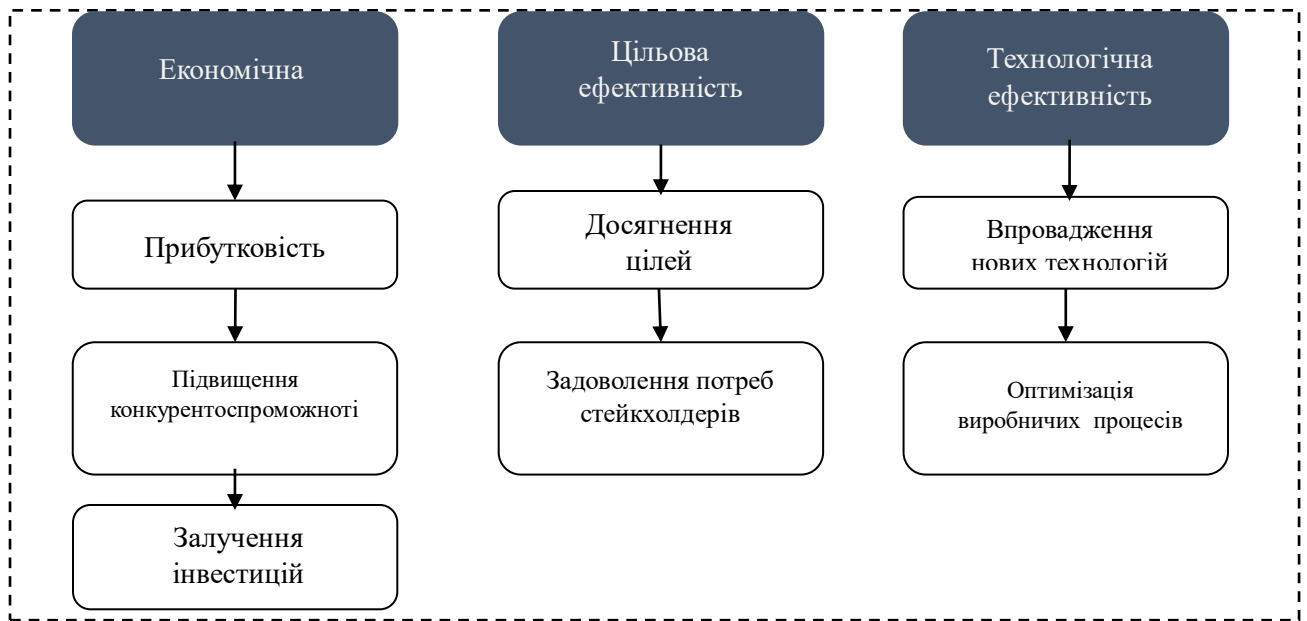 Економічна
Цільова
ефективність
Технологічна
ефективність
Прибутковість
Досягнення
цілей
Впровадження
нових технологій
Підвищення
конкурентоспроможноті
Задоволення потреб
стейкхолдерів
Оптимізація
виробничих процесів
Залучення
інвестицій